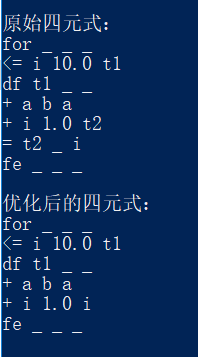 原始四元式：
for _ _ _
<= i 10.0 t1
df t1 _ _
+ a b a
+ i 1.0 t2
= t2 _ i
fe _ _ _

优化后的四元式：
for _ _ _
<= i 10.0 t1
df t1 _ _
+ a b a
+ i 1.0 i
fe _ _ _